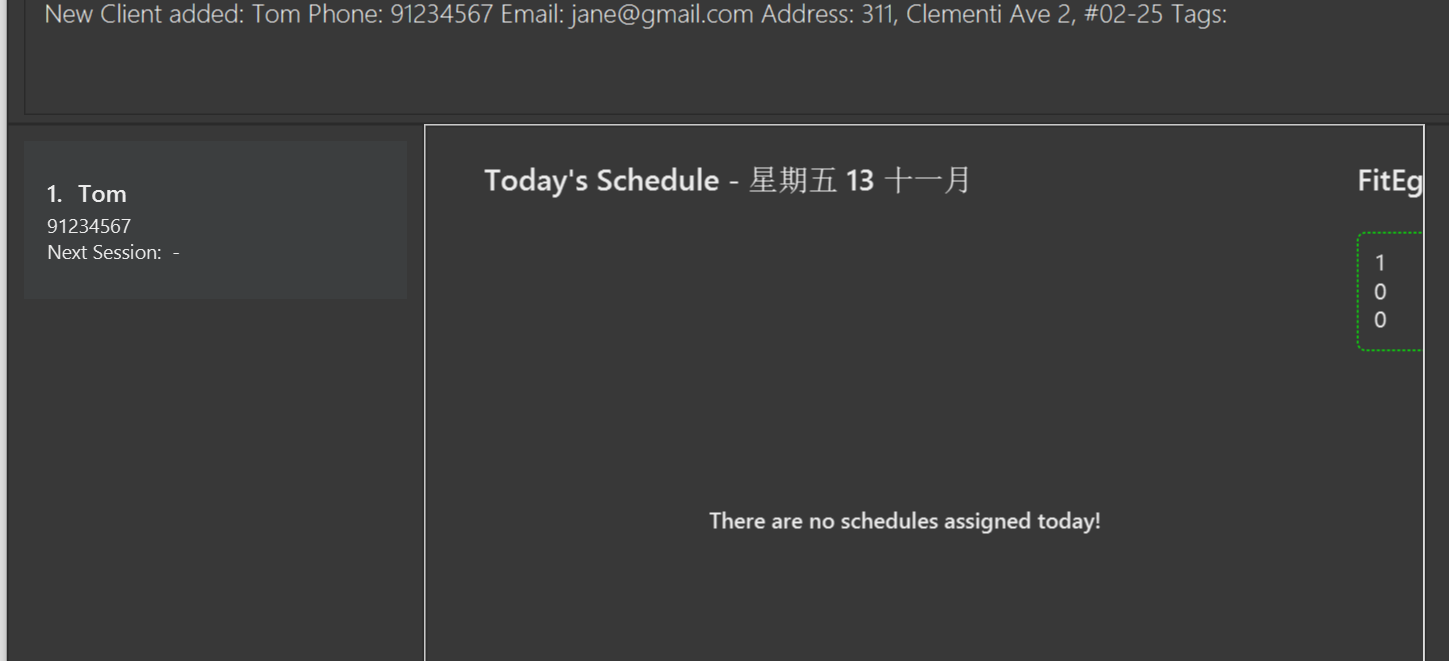 New Client added: Tom Phone: 91234567 Email: jane@gmail.com Address: 311, Clementi Ave 2, #02-25 Tags:
1. Tom
91234567
Next Session: -
Today's Schedule - 星期五 13 十一月
There are no schedules assigned today!
FitEg
1
0
0